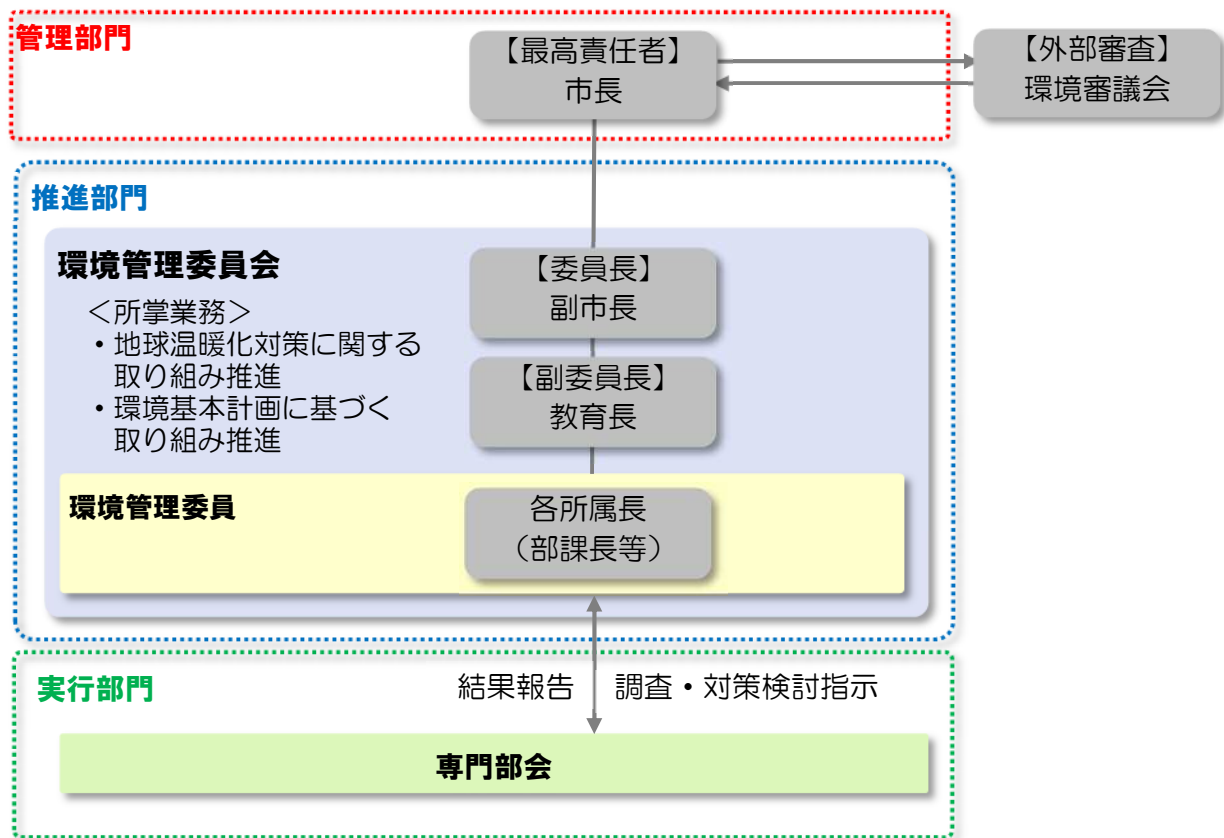 管理部門
【最高責任者】
市長
【外部審査】
環境審議会
推進部門
環境管理委員会
＜所掌業務＞
・地球温暖化対策に関する
取り組み推進
・環境基本計画に基づく
取り組み推進
【委員長】
副市長
【副委員長】
教育長
環境管理委員
各所属長
（部課長等）
実行部門
結果報告
調査・対策検討指示
専門部会